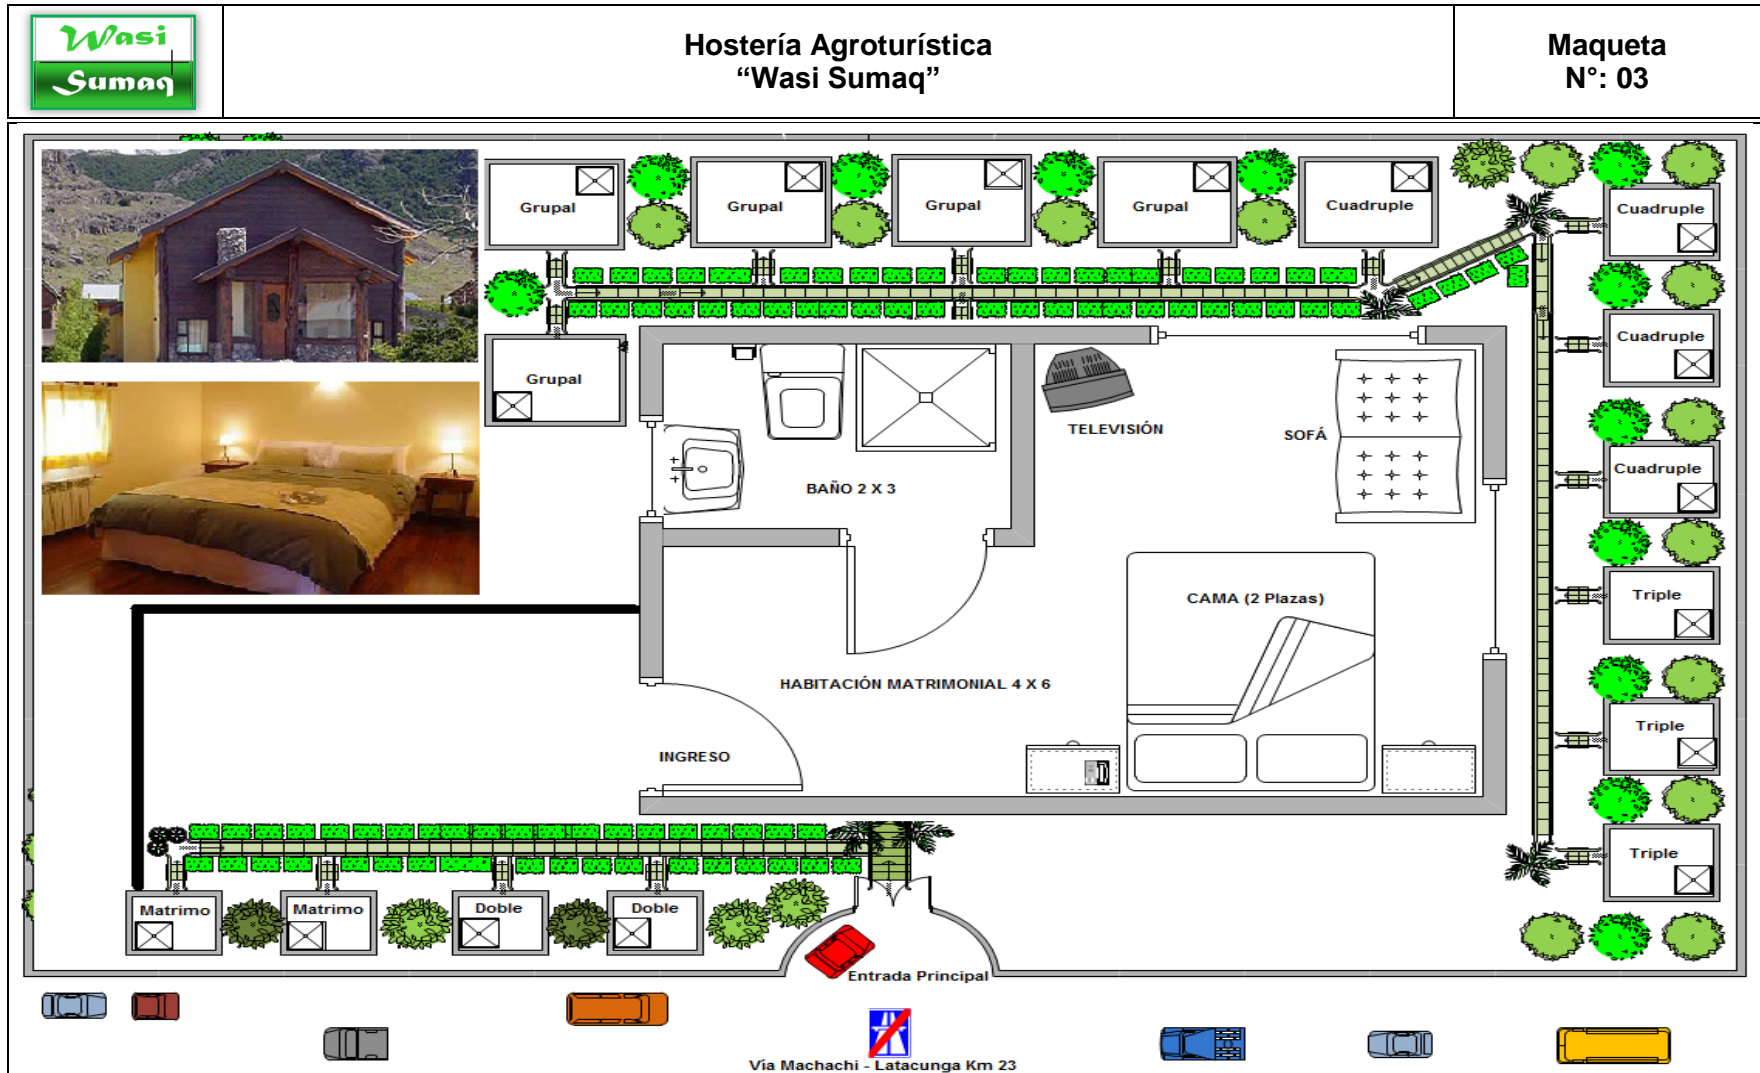 Wasi
Sumaq
Hostería Agroturística
“Wasi Sumaq”
Maqueta
N°: 03
Grupal
Grupal
Grupal
Grupal
Cuadruple
Cuadruple
Cuadruple
Grupal
TELEVISIÓN
SOFÁ
Cuadruple
BAÑO 2 X 3
CAMA (2 Plazas)
Triple
HABITACIÓN MATRIMONIAL 4 X 6
Triple
INGRESO
Triple
Matrimo
Matrimo
Doble
Doble
Entrada Principal
Vía Machachi - Latacunga Km 23